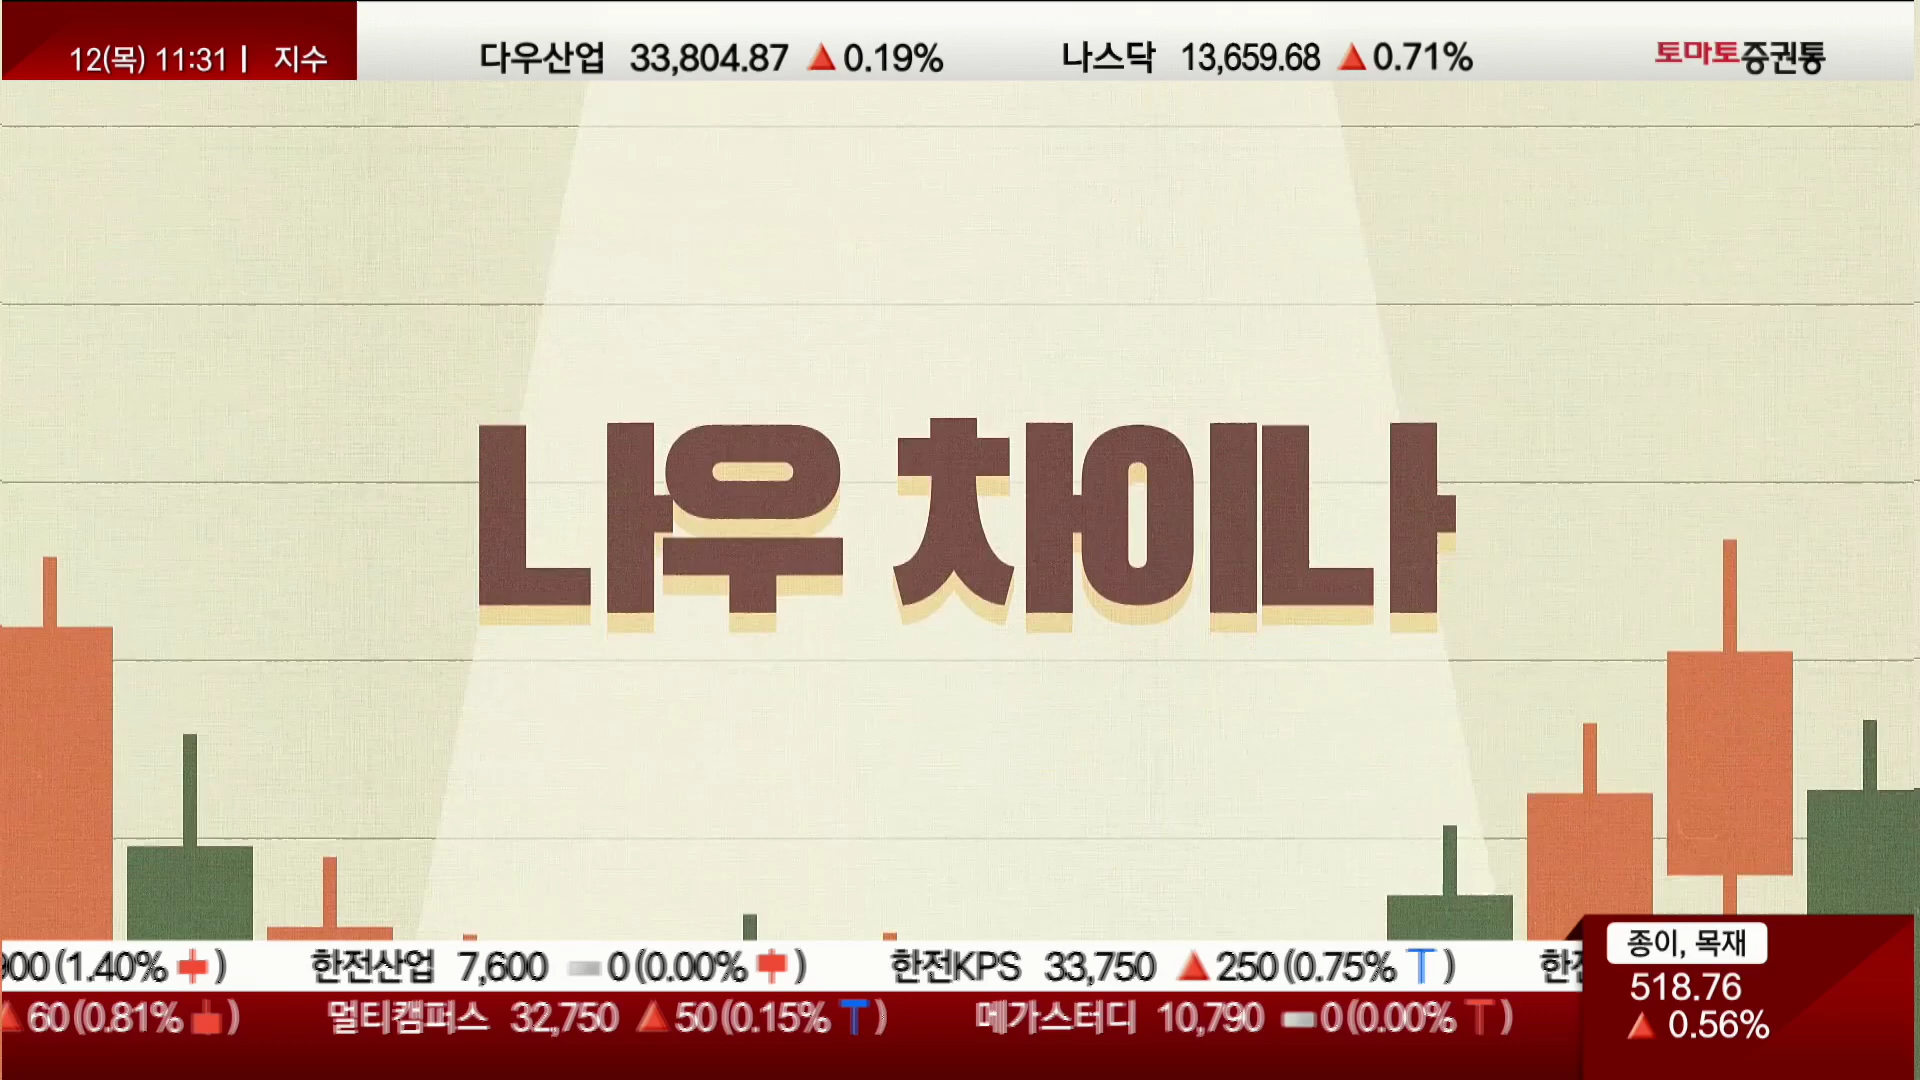 12(목) 11:31 | 지수 다우산업 33,804.87 ▲ 0.19% 나스닥 13,659.68 ▲ 0.71% 토마토증권통
나우 차이나
900(1.40% ) 한전산업 7,600 0(0.00% ) 한전KPS 33,750 ▲ 250(0.75% ) 한전
▲ 60(0.81% ) 멀티캠퍼스 32,750 ▲ 50(0.15% ) 메가스터디 10,790 0(0.00% )
종이, 목재
518.76
▲ 0.56%